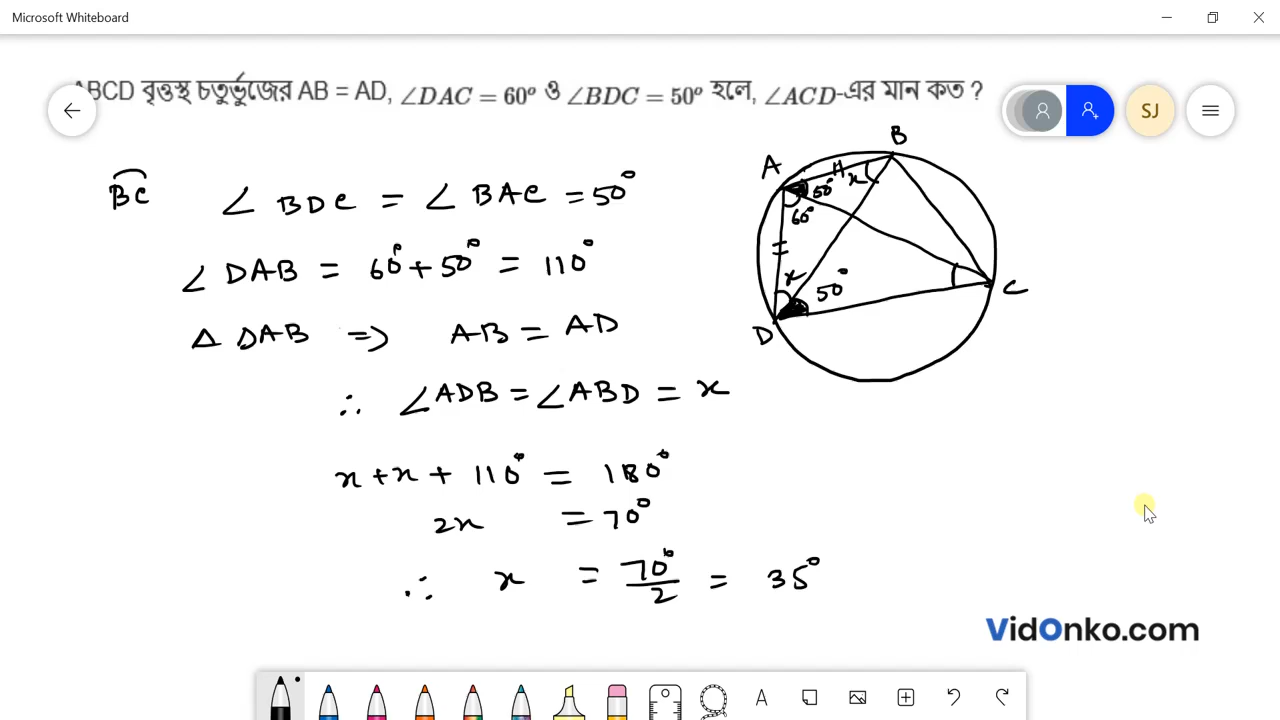 Microsoft Whiteboard
ABCD বৃত্তস্থ চতুর্ভুজের AB = AD, ∠DAC = 60° ও ∠BDC = 50° হলে, ∠ACD-এর মান কত ?
SJ
B
A
x
50°
60°
x
50°
C
D
BC ∠BDC = ∠BAC = 50°
∠DAB = 60° + 50° = 110°
Δ DAB => AB = AD
∴ ∠ADB = ∠ABD = x
x + x + 110° = 180°
2x = 70°
∴ x = 70°/2 = 35°
VidOnko.com
A